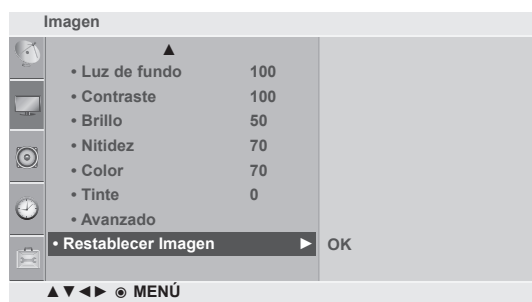 Imagen
▲
• Luz de fundo 100
• Contraste 100
• Brillo 50
• Nitidez 70
• Color 70
• Tinte 0
• Avanzado
• Restablecer Imagen ► OK
▲▼◄► ◉ MENÚ